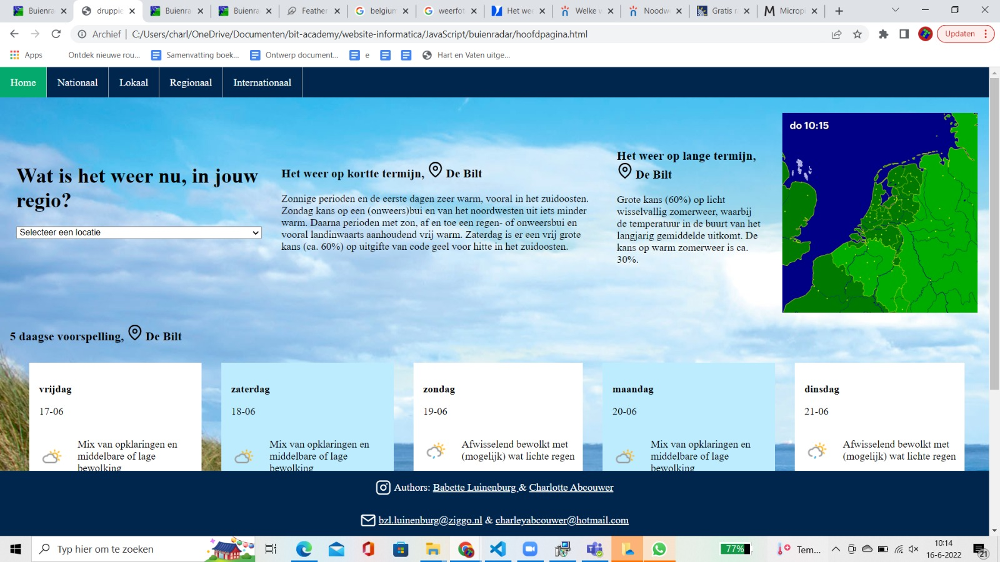 Buienra
druppie
Buienra
Buienra
Feather
belgium
weerfot
Het wee
Welke v
Noodw
Gratis r
Micropi
Archief | C:/Users/charl/OneDrive/Documenten/bit-academy/website-informatica/JavaScript/buienradar/hoofdpagina.html
Updaten
Apps
Ontdek nieuwe rou...
Samenvatting boek...
Ontwerp document...
e
Hart en Vaten uitge...
Home
Nationaal
Lokaal
Regionaal
Internationaal
Wat is het weer nu, in jouw
regio?
Selecteer een locatie
Het weer op kortte termijn, De Bilt
Zonnige perioden en de eerste dagen zeer warm, vooral in het zuidoosten.
Zondag kans op een (onweers)bui en van het noordwesten uit iets minder
warm. Daarna perioden met zon, af en toe een regen- of onweersbui en
vooral landinwaarts aanhoudend vrij warm. Zaterdag is er een vrij grote
kans (ca. 60%) op uitgifte van code geel voor hitte in het zuidoosten.
Het weer op lange termijn,
De Bilt
Grote kans (60%) op licht
wisselvallig zomerweer, waarbij
de temperatuur in de buurt van het
langjarig gemiddelde uitkomt. De
kans op warm zomerweer is ca.
30%.
do 10:15
5 daagse voorspelling, De Bilt
vrijdag
17-06
Mix van opklaringen en
middelbare of lage
bewolking
zaterdag
18-06
Mix van opklaringen en
middelbare of lage
bewolking
zondag
19-06
Afwisselend bewolkt met
(mogelijk) wat lichte regen
maandag
20-06
Mix van opklaringen en
middelbare of lage
bewolking
dinsdag
21-06
Afwisselend bewolkt met
(mogelijk) wat lichte regen
Authors: Babette Luinenburg & Charlotte Abcouwer
bzl.luinenburg@ziggo.nl & charleyabcouwer@hotmail.com
Typ hier om te zoeken
77%
Tem...
10:14
16-6-2022
21